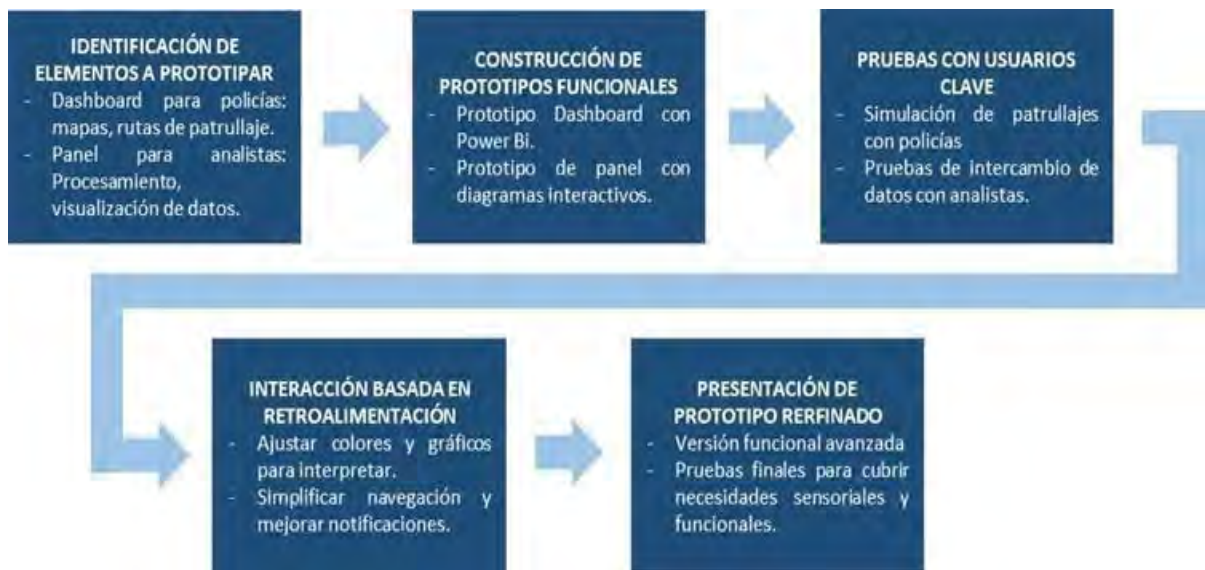 IDENTIFICACIÓN DE
ELEMENTOS A PROTOTIPAR
- Dashboard para policías:
mapas, rutas de patrullaje.
- Panel para analistas:
Procesamiento,
visualización de datos.
CONSTRUCCIÓN DE
PROTOTIPOS FUNCIONALES
- Prototipo Dashboard con
Power Bi.
- Prototipo de panel con
diagramas interactivos.
PRUEBAS CON USUARIOS
CLAVE
- Simulación de patrullajes
con policías
- Pruebas de intercambio de
datos con analistas.
INTERACCIÓN BASADA EN
RETROALIMENTACIÓN
- Ajustar colores y gráficos
para interpretar.
- Simplificar navegación y
mejorar notificaciones.
PRESENTACIÓN DE
PROTOTIPO RERFINADO
- Versión funcional avanzada
- Pruebas finales para cubrir
necesidades sensoriales y
funcionales.